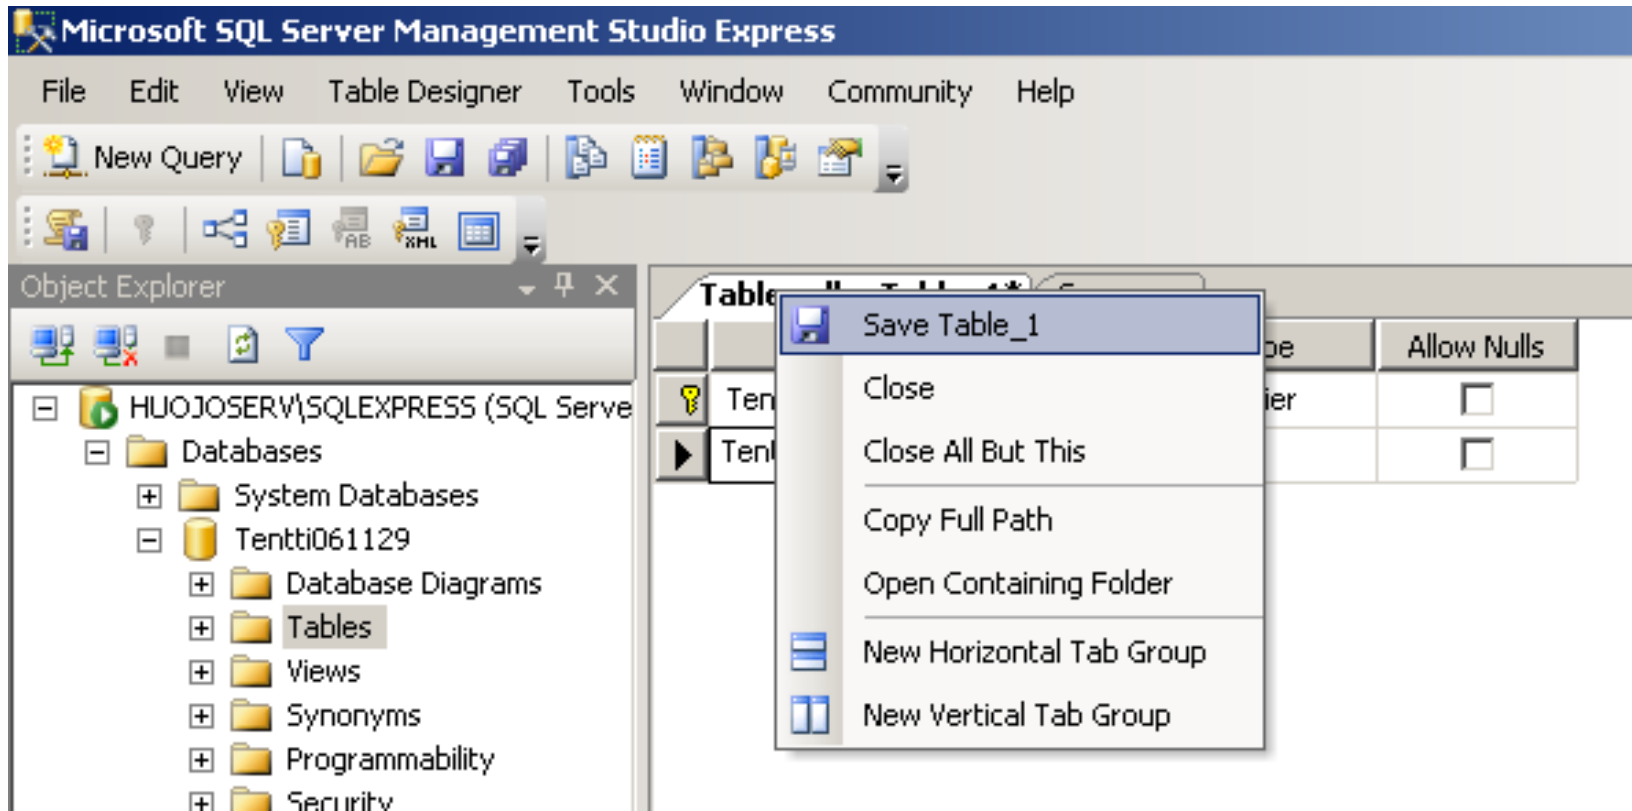 Microsoft SQL Server Management Studio Express
File Edit View Table Designer Tools Window Community Help
New Query
AB XML
Object Explorer
Table
Save Table_1
Allow Nulls
HUOJOSERV\SQLEXPRESS (SQL Serve
Close
Databases
Close All But This
System Databases
Copy Full Path
Tentti061129
Database Diagrams
Open Containing Folder
Tables
New Horizontal Tab Group
Views
Synonyms
New Vertical Tab Group
Programmability
Security